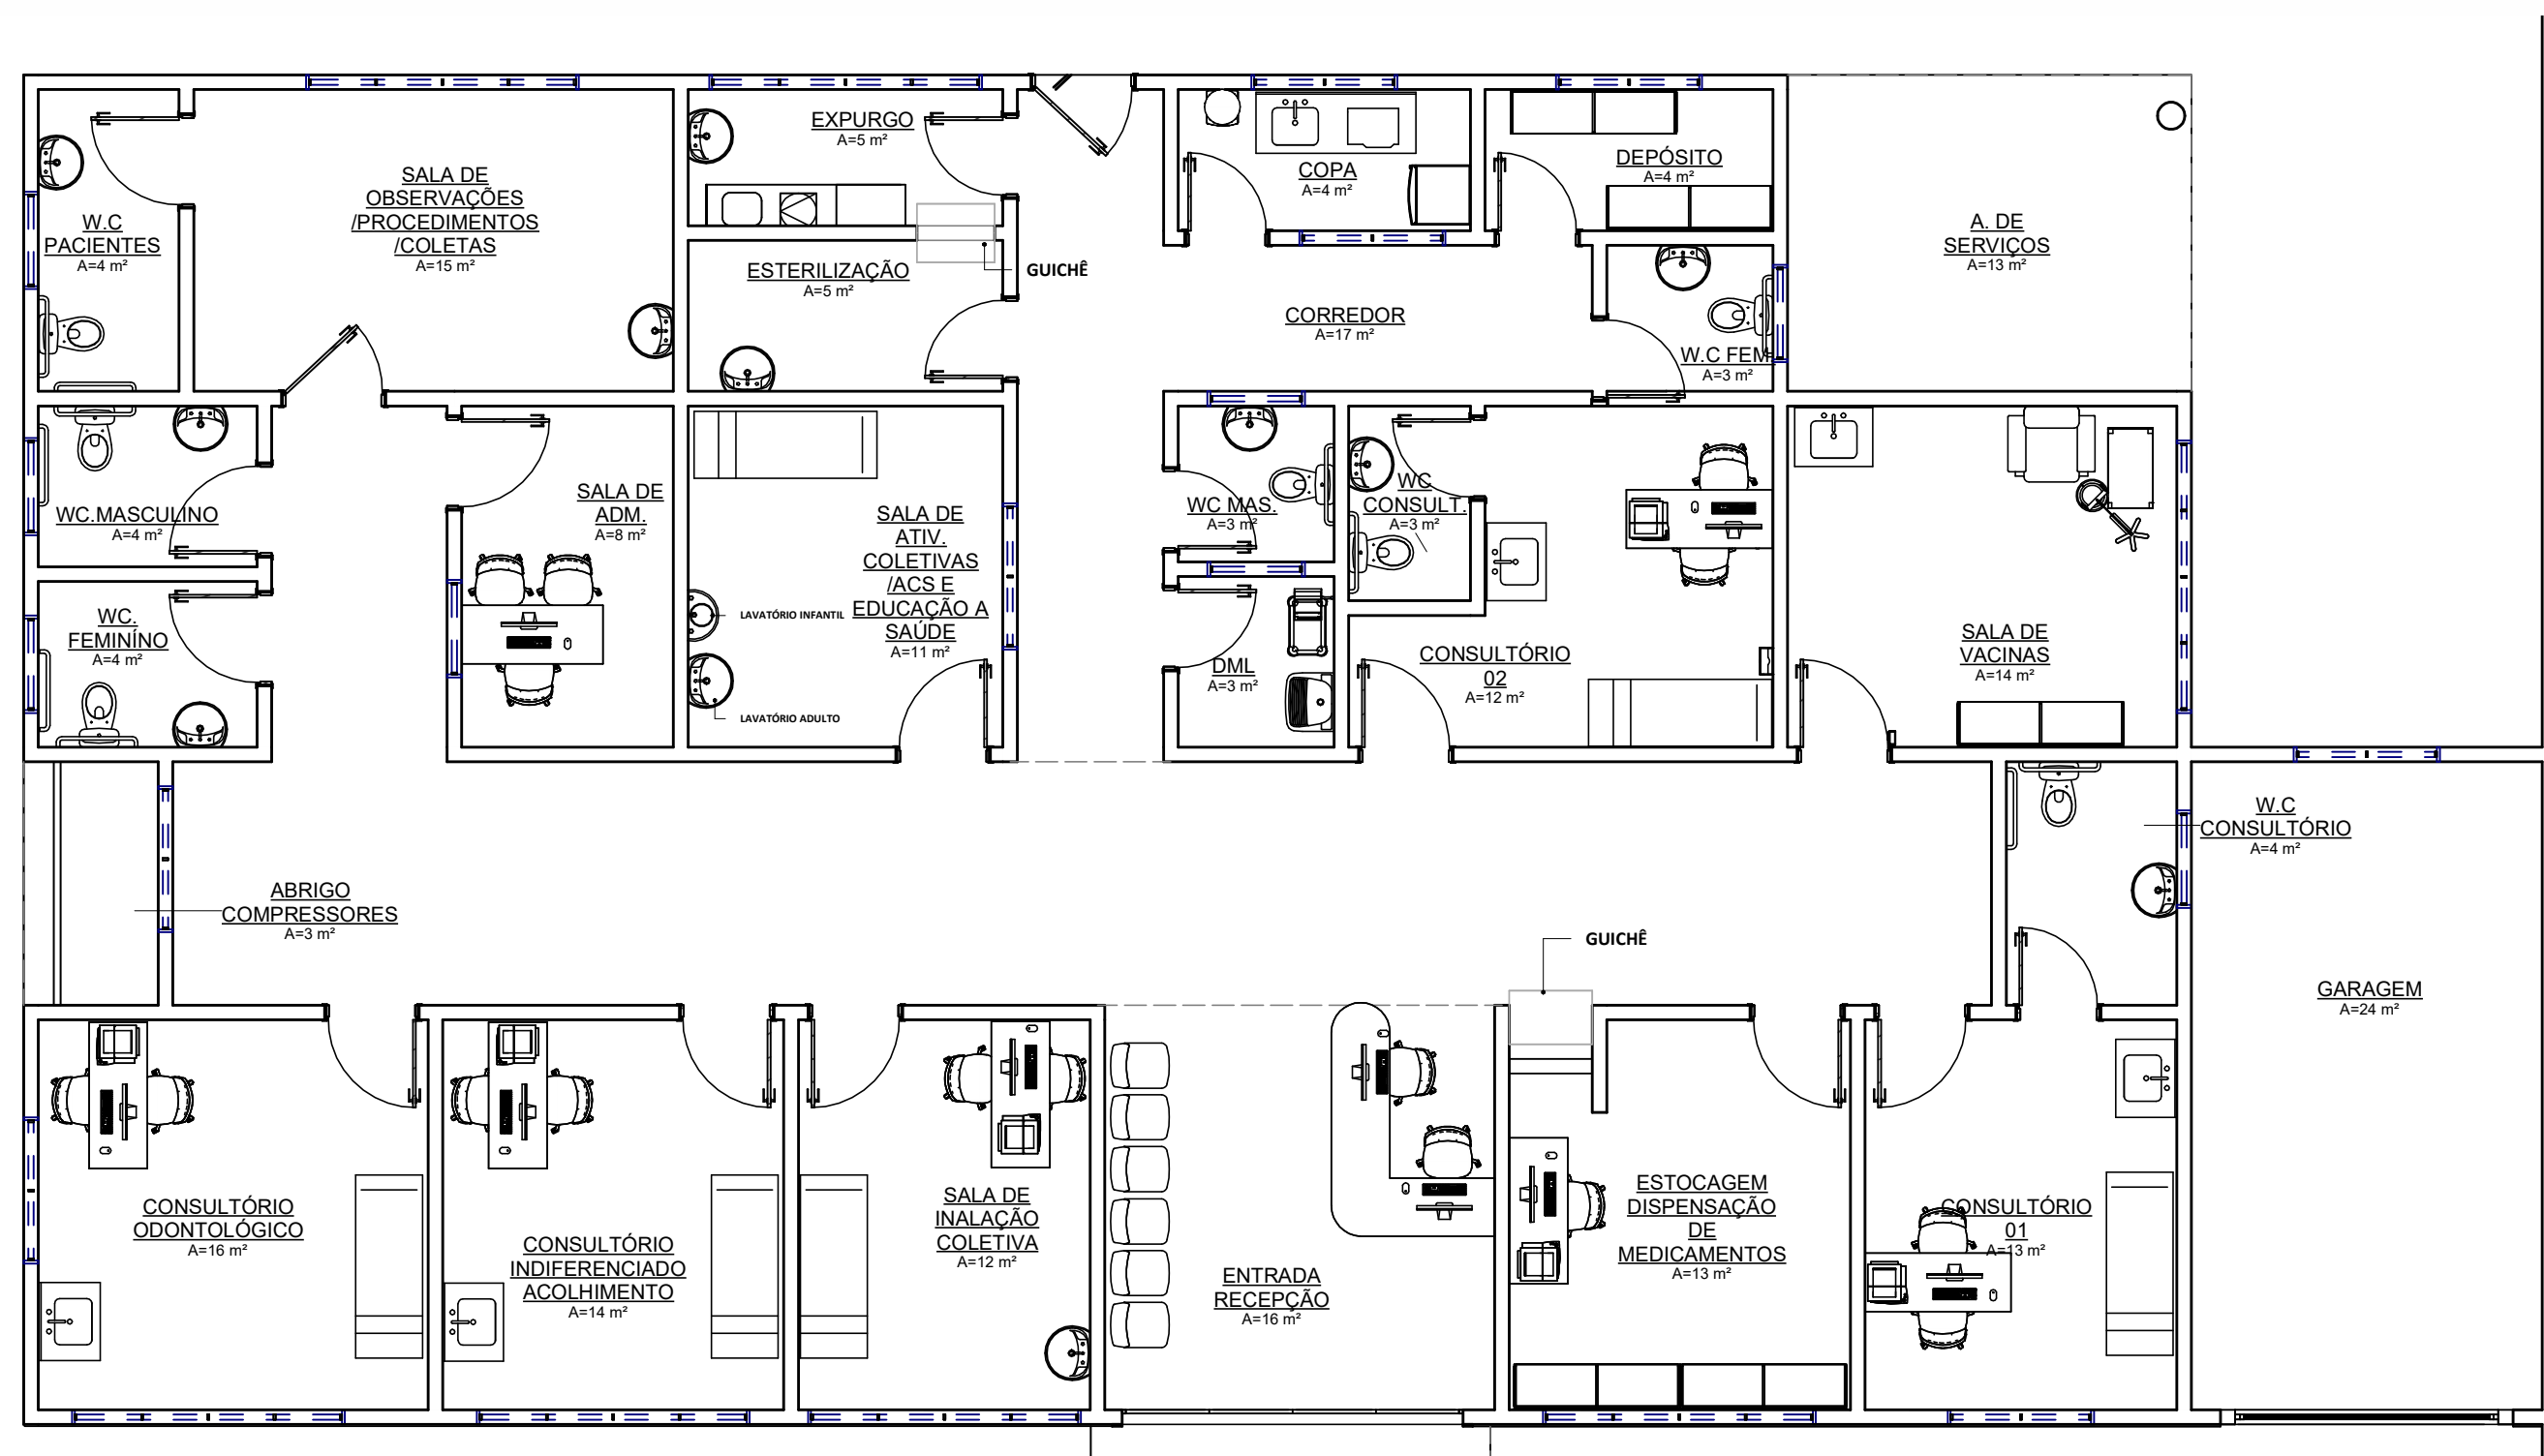 W.C
PACIENTES
A=4 m²
SALA DE
OBSERVAÇÕES
/PROCEDIMENTOS
/COLETAS
A=15 m²
EXPURGO
A=5 m²
ESTERILIZAÇÃO
A=5 m²
GUICHÊ
COPA
A=4 m²
DEPÓSITO
A=4 m²
A. DE
SERVIÇOS
A=13 m²
CORREDOR
A=17 m²
W.C FEM
A=3 m²
WC.MASCULINO
A=4 m²
SALA DE
ADM.
A=8 m²
SALA DE
ATIV.
COLETIVAS
/ACS E
EDUCAÇÃO A
SAÚDE
A=11 m²
LAVATÓRIO INFANTIL
LAVATÓRIO ADULTO
WC MAS.
A=3 m²
WC
CONSULT.
A=3 m²
WC.
FEMINÍNO
A=4 m²
DML
A=3 m²
CONSULTÓRIO
02
A=12 m²
SALA DE
VACINAS
A=14 m²
W.C
CONSULTÓRIO
A=4 m²
ABRIGO
COMPRESSORES
A=3 m²
GUICHÊ
GARAGEM
A=24 m²
CONSULTÓRIO
ODONTOLÓGICO
A=16 m²
CONSULTÓRIO
INDIFERENCIADO
ACOLHIMENTO
A=14 m²
SALA DE
INALAÇÃO
COLETIVA
A=12 m²
ENTRADA
RECEPÇÃO
A=16 m²
ESTOCAGEM
DISPENSAÇÃO
DE
MEDICAMENTOS
A=13 m²
CONSULTÓRIO
01
A=13 m²